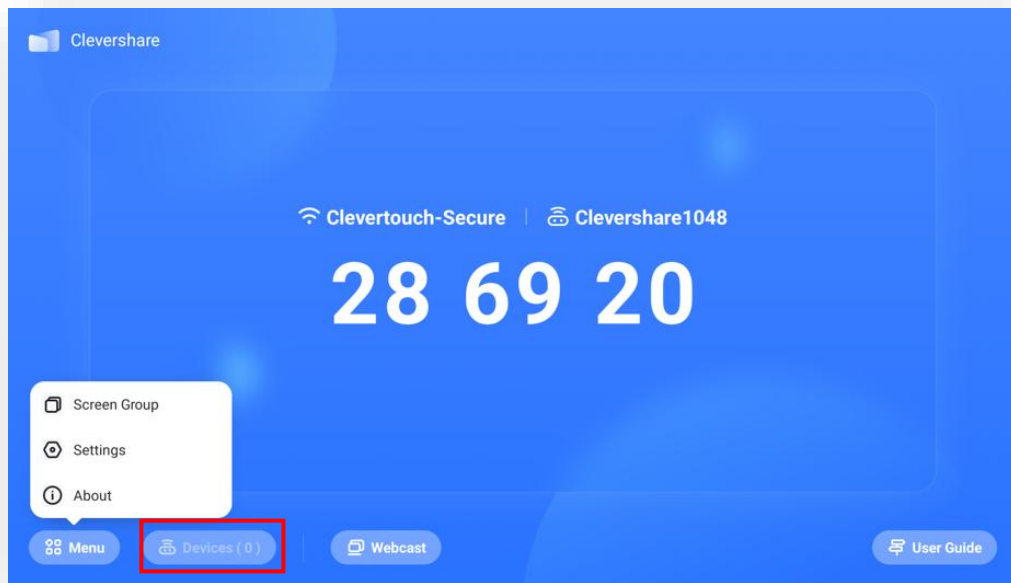 Clevershare
Clevertouch-Secure Clevershare1048
28 69 20
Screen Group
Settings
About
Menu Devices ( 0 ) Webcast User Guide